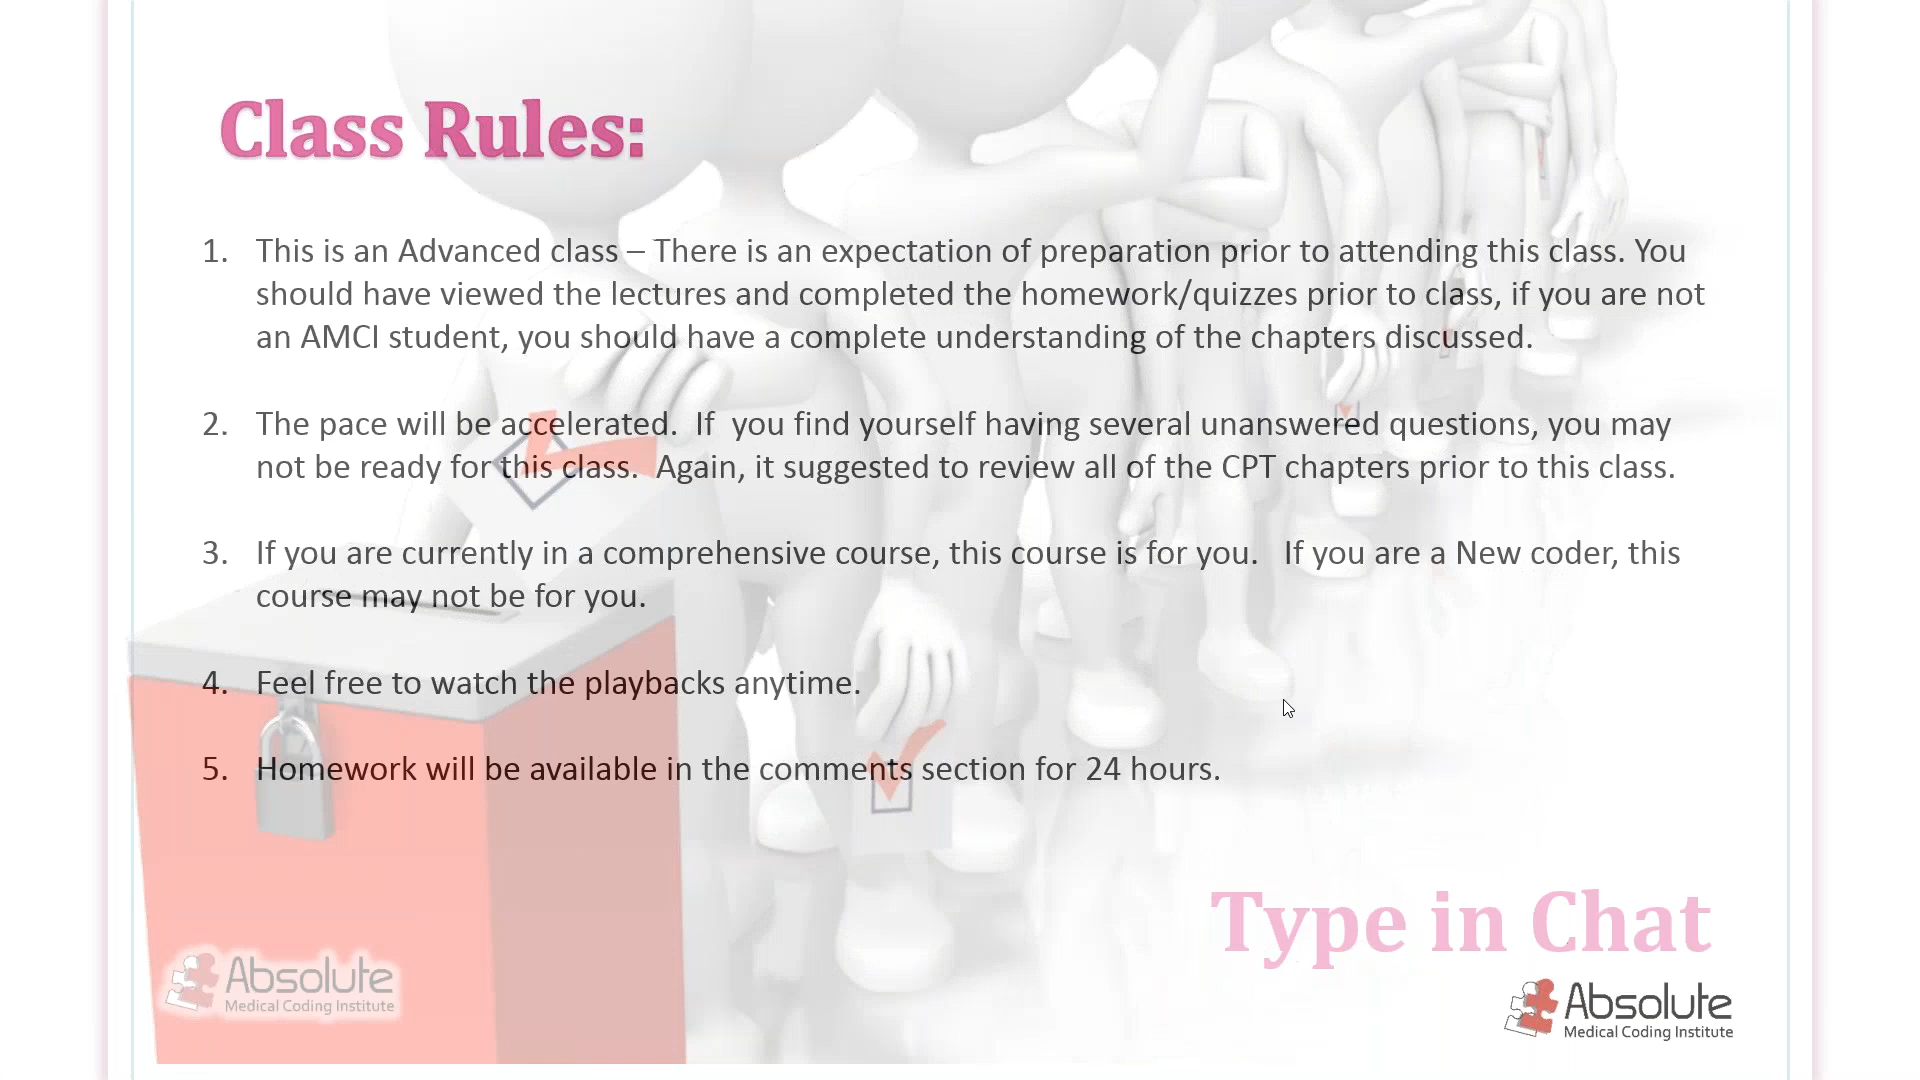 Class Rules:
1. This is an Advanced class – There is an expectation of preparation prior to attending this class. You
should have viewed the lectures and completed the homework/quizzes prior to class, if you are not
an AMCI student, you should have a complete understanding of the chapters discussed.
2. The pace will be accelerated.  If  you find yourself having several unanswered questions, you may
not be ready for this class.  Again, it suggested to review all of the CPT chapters prior to this class.
3. If you are currently in a comprehensive course, this course is for you.   If you are a New coder, this
course may not be for you.
4. Feel free to watch the playbacks anytime.
5. Homework will be available in the comments section for 24 hours.
Type in Chat
Absolute
Medical Coding Institute
Absolute
Medical Coding Institute